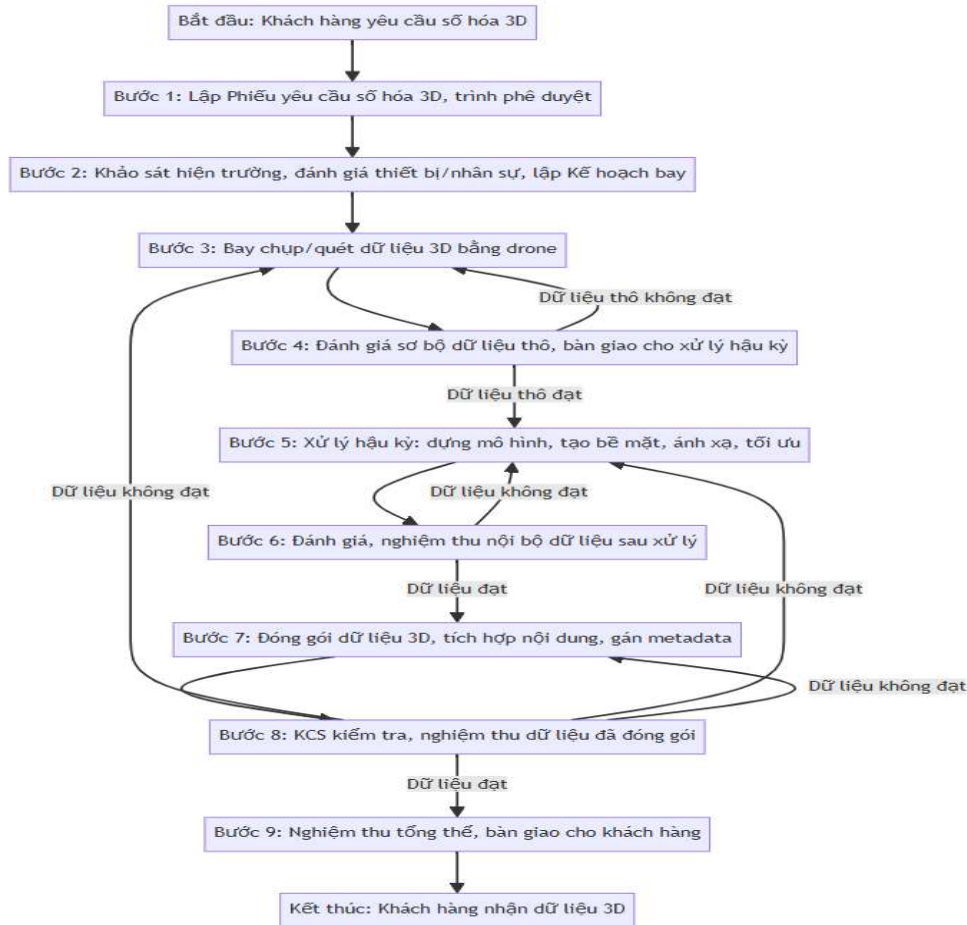 Bắt đầu: Khách hàng yêu cầu số hóa 3D
Bước 1: Lập Phiếu yêu cầu số hóa 3D, trình phê duyệt
Bước 2: Khảo sát hiện trường, đánh giá thiết bị/nhân sự, lập Kế hoạch bay
Bước 3: Bay chụp/quét dữ liệu 3D bằng drone
Dữ liệu thô không đạt
Bước 4: Đánh giá sơ bộ dữ liệu thô, bàn giao cho xử lý hậu kỳ
Dữ liệu thô đạt
Bước 5: Xử lý hậu kỳ: dựng mô hình, tạo bề mặt, ánh xạ, tối ưu
Dữ liệu không đạt
Dữ liệu không đạt
Bước 6: Đánh giá, nghiệm thu nội bộ dữ liệu sau xử lý
Dữ liệu đạt
Dữ liệu không đạt
Bước 7: Đóng gói dữ liệu 3D, tích hợp nội dung, gán metadata
Dữ liệu không đạt
Bước 8: KCS kiểm tra, nghiệm thu dữ liệu đã đóng gói
Dữ liệu đạt
Bước 9: Nghiệm thu tổng thể, bàn giao cho khách hàng
Kết thúc: Khách hàng nhận dữ liệu 3D